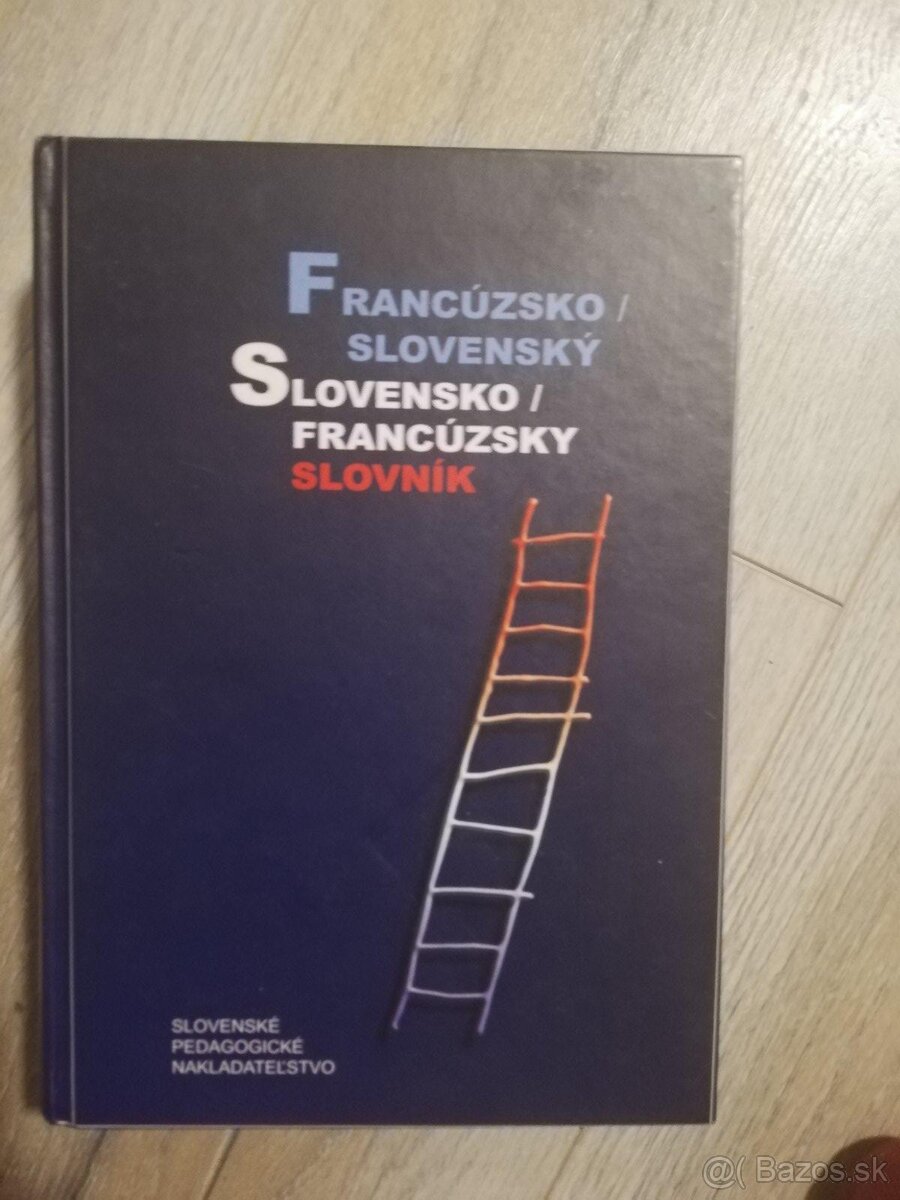 FRANCÚZSKO /
SLOVENSKÝ
SLOVENSKO /
FRANCÚZSKY
SLOVNÍK
SLOVENSKÉ
PEDAGOGICKÉ
NAKLADATEĽSTVO
@( Bazos.sk